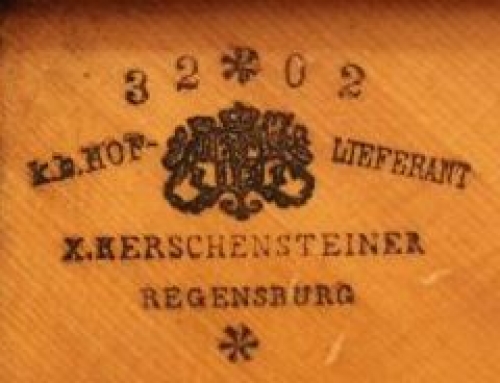 32*02
k.b. HOF-LIEFERANT
X.KERSCHENSTEINER
REGENSBURG
*